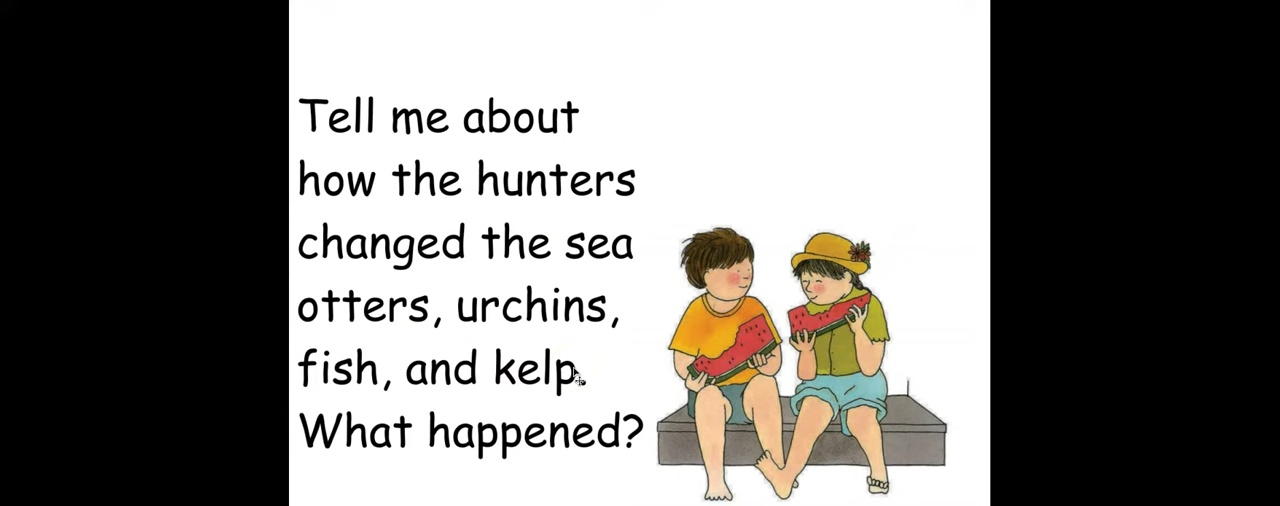 Tell me about
how the hunters
changed the sea
otters, urchins,
fish, and kelp.
What happened?